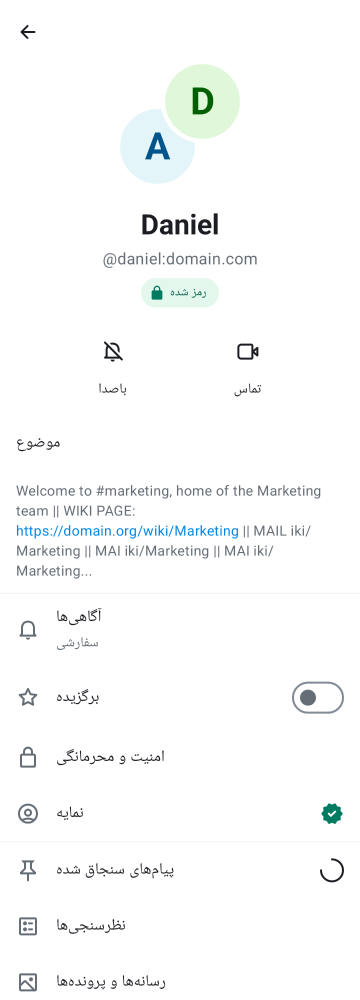 D
A
Daniel
@daniel:domain.com
رمز شده
باصدا
تماس
موضوع
Welcome to #marketing, home of the Marketing
team || WIKI PAGE:
https://domain.org/wiki/Marketing || MAIL iki/
Marketing || MAI iki/Marketing || MAI iki/
Marketing...
آگاهی‌ها
سفارشی
برگزیده
امنیت و محرمانگی
نمایه
پیام‌های سنجاق شده
نظرسنجی‌ها
رسانه‌ها و پرونده‌ها